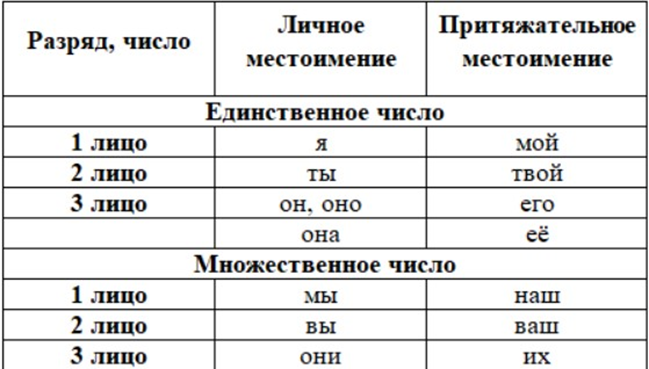 Разряд, число Личное местоимение Притяжательное местоимение
Единственное число
1 лицо я мой
2 лицо ты твой
3 лицо он, оно его
она её
Множественное число
1 лицо мы наш
2 лицо вы ваш
3 лицо они их